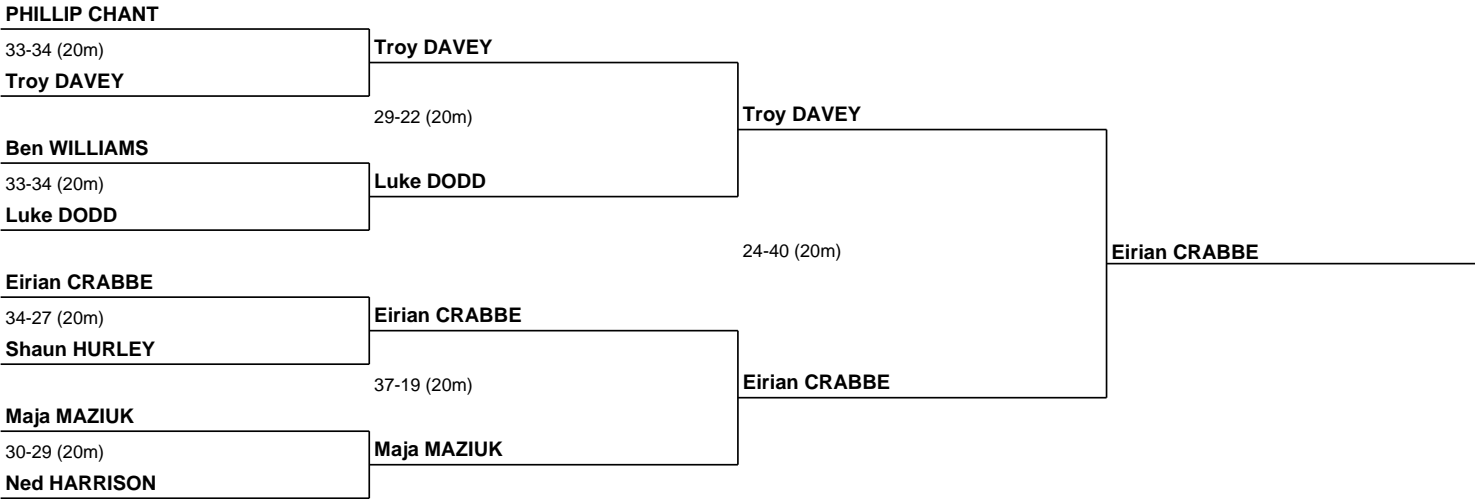 PHILLIP CHANT
33-34 (20m)
Troy DAVEY
Ben WILLIAMS
33-34 (20m)
Luke DODD
Eirian CRABBE
34-27 (20m)
Shaun HURLEY
Maja MAZIUK
30-29 (20m)
Ned HARRISON
Troy DAVEY
29-22 (20m)
Luke DODD
Eirian CRABBE
37-19 (20m)
Maja MAZIUK
Troy DAVEY
24-40 (20m)
Eirian CRABBE
Eirian CRABBE